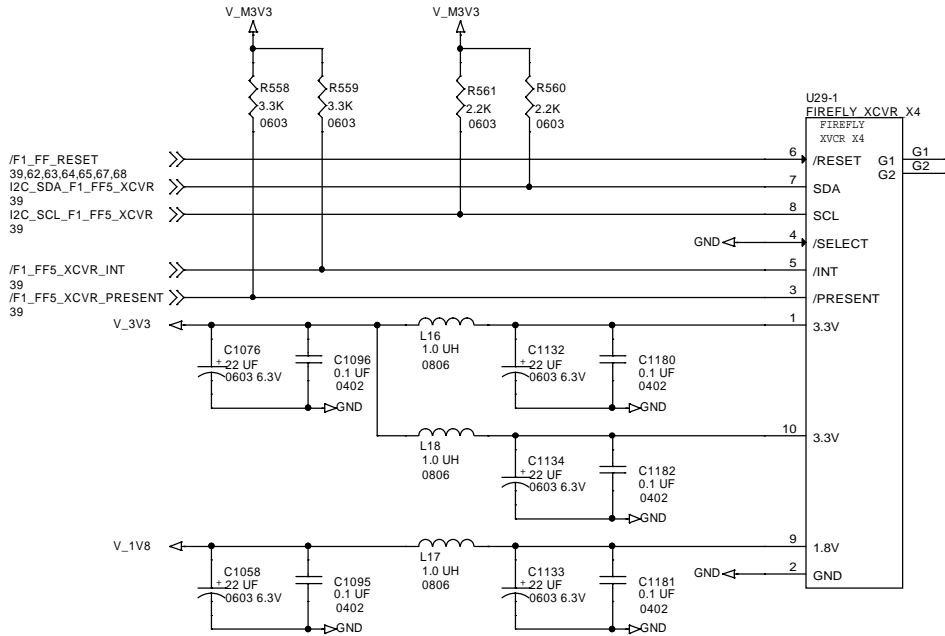 V_M3V3
V_M3V3
R558
3.3K
0603
R559
3.3K
0603
R561
2.2K
0603
R560
2.2K
0603
U29-1
FIREFLY_XCVR_X4
FIREFLY
XVCR X4
/F1_FF_RESET
39,62,63,64,65,67,68
I2C_SDA_F1_FF5_XCVR
39
I2C_SCL_F1_FF5_XCVR
39
/F1_FF5_XCVR_INT
39
/F1_FF5_XCVR_PRESENT
39
6
/RESET
G1
G1
G2
G2
7
SDA
8
SCL
GND
4
/SELECT
5
/INT
3
/PRESENT
V_3V3
1
3.3V
C1076
+ 22 UF
0603 6.3V
C1096
0.1 UF
0402
GND
L16
1.0 UH
0806
C1132
+ 22 UF
0603 6.3V
C1180
0.1 UF
0402
GND
10
3.3V
L18
1.0 UH
0806
C1134
+ 22 UF
0603 6.3V
C1182
0.1 UF
0402
GND
V_1V8
9
1.8V
C1058
+ 22 UF
0603 6.3V
C1095
0.1 UF
0402
GND
L17
1.0 UH
0806
C1133
+ 22 UF
0603 6.3V
C1181
0.1 UF
0402
GND
GND
2
GND